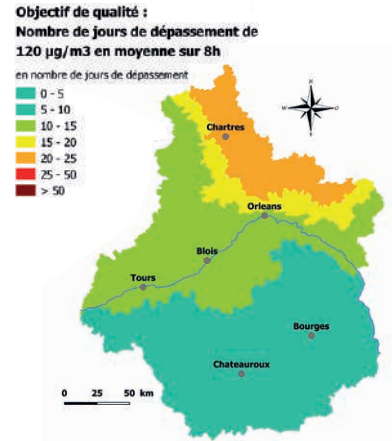 Objectif de qualité :
Nombre de jours de dépassement de
120 µg/m3 en moyenne sur 8h
en nombre de jours de dépassement
0 - 5
5 - 10
10 - 15
15 - 20
20 - 25
25 - 50
> 50
N
W
O
S
Chartres
Orleans
Blois
Tours
Bourges
Chateauroux
0 25 50 km